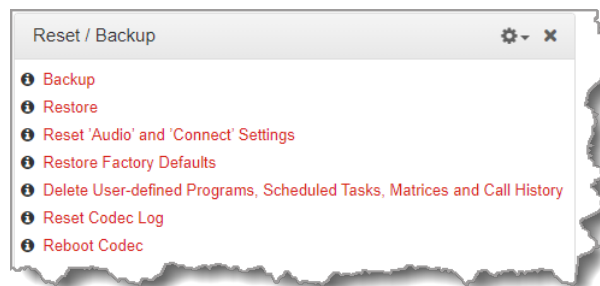 Reset / Backup
Backup
Restore
Reset 'Audio' and 'Connect' Settings
Restore Factory Defaults
Delete User-defined Programs, Scheduled Tasks, Matrices and Call History
Reset Codec Log
Reboot Codec